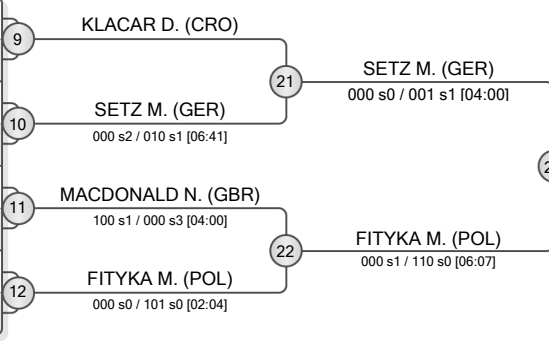 9
KLACAR D. (CRO)
21
SETZ M. (GER)
000 s0 / 001 s1 [04:00]
10
SETZ M. (GER)
000 s2 / 010 s1 [06:41]
11
MACDONALD N. (GBR)
100 s1 / 000 s3 [04:00]
22
FITYKA M. (POL)
000 s1 / 110 s0 [06:07]
12
FITYKA M. (POL)
000 s0 / 101 s0 [02:04]